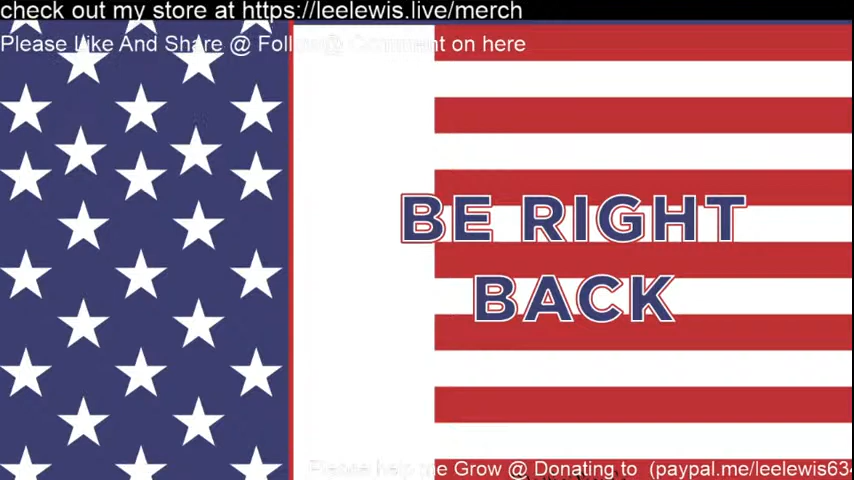 check out my store at https://leelewis.live/merch
Please Like And Share @ Follow@ Comment on here
BE RIGHT
BACK
Please help me Grow @ Donating to (paypal.me/leelewis634